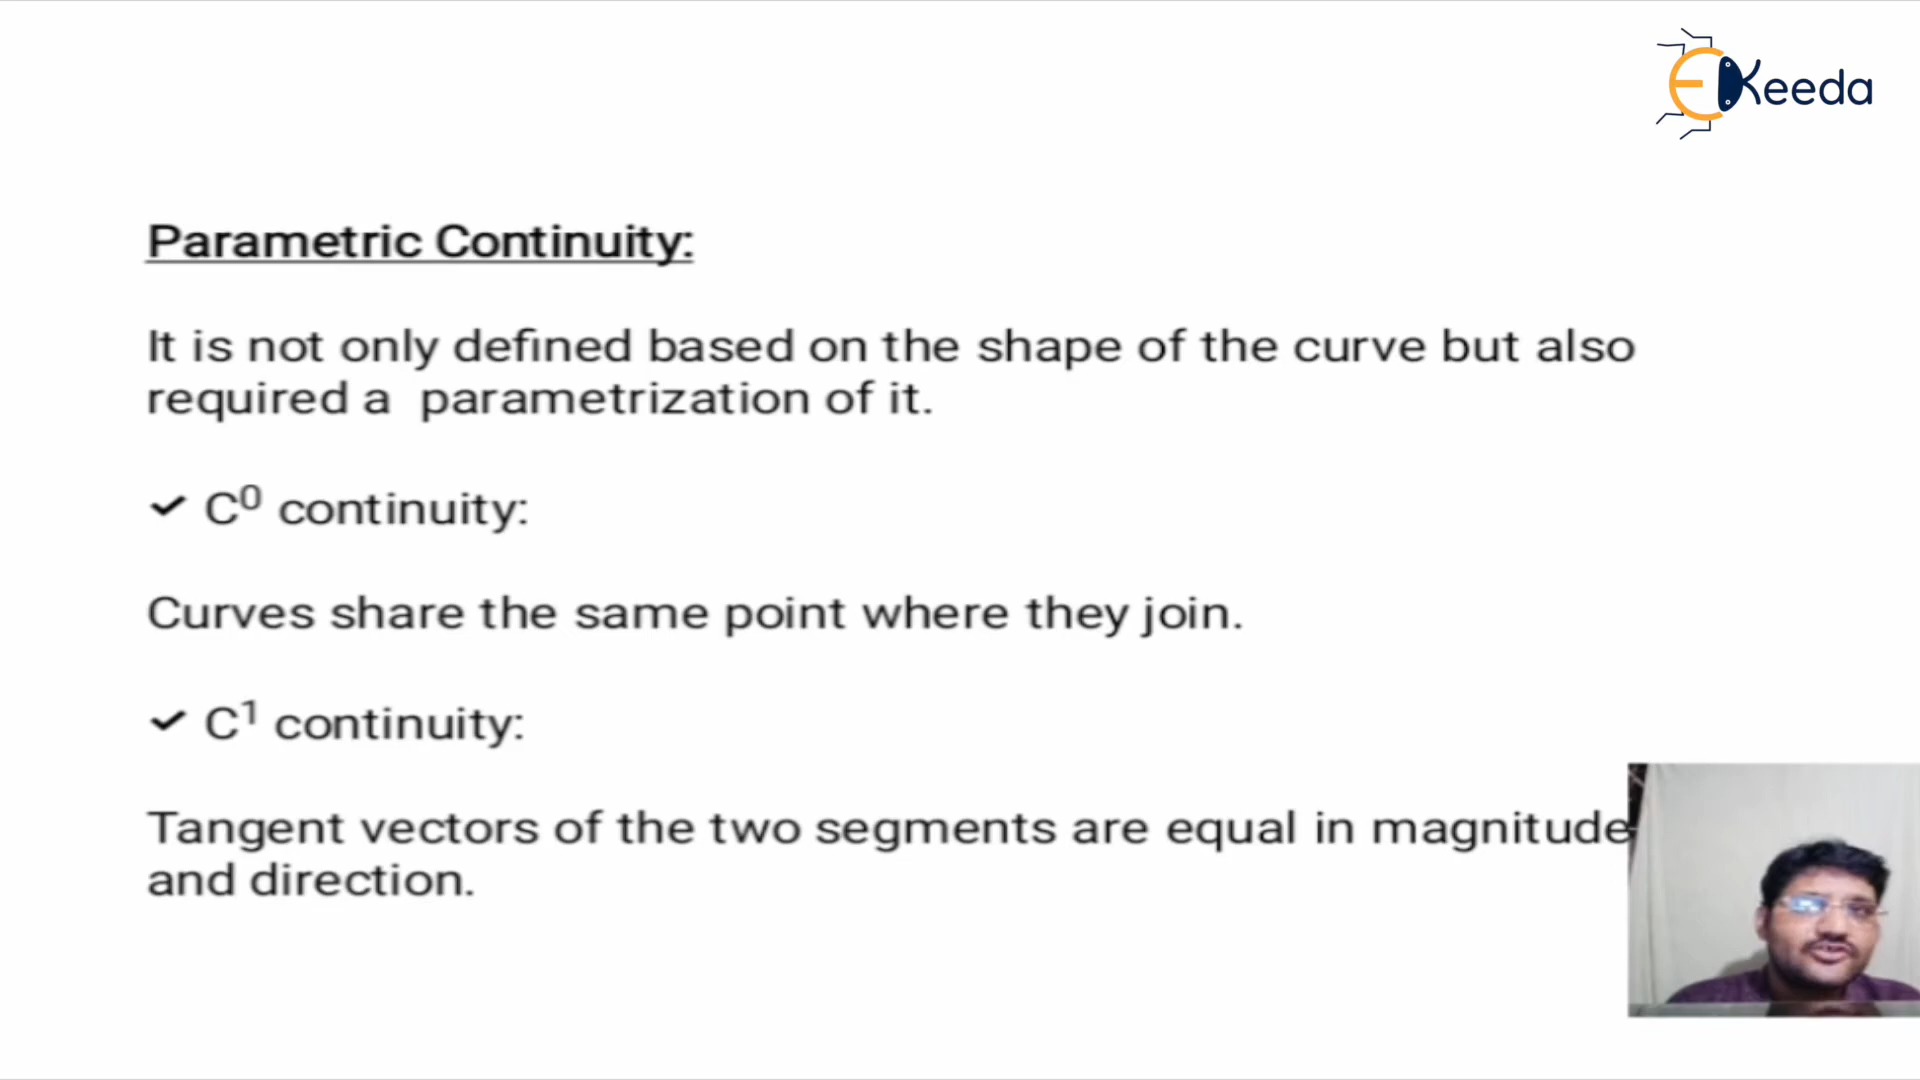 EKeeda
Parametric Continuity:
It is not only defined based on the shape of the curve but also
required a parametrization of it.
✓ C⁰ continuity:
Curves share the same point where they join.
✓ C¹ continuity:
Tangent vectors of the two segments are equal in magnitude
and direction.